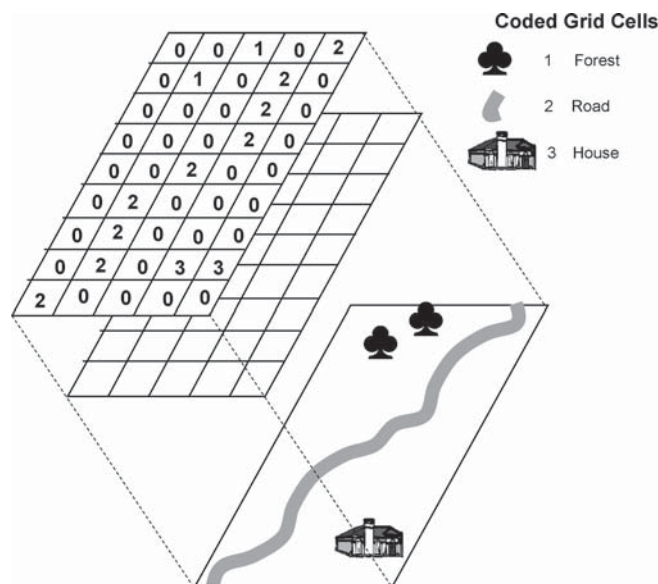 Coded Grid Cells
1 Forest
2 Road
3 House
0 0 1 0 2
0 1 0 2 0
0 0 0 2 0
0 0 0 2 0
0 0 2 0 0
0 2 0 0 0
0 2 0 0 0
0 2 0 3 3
2 0 0 0 0